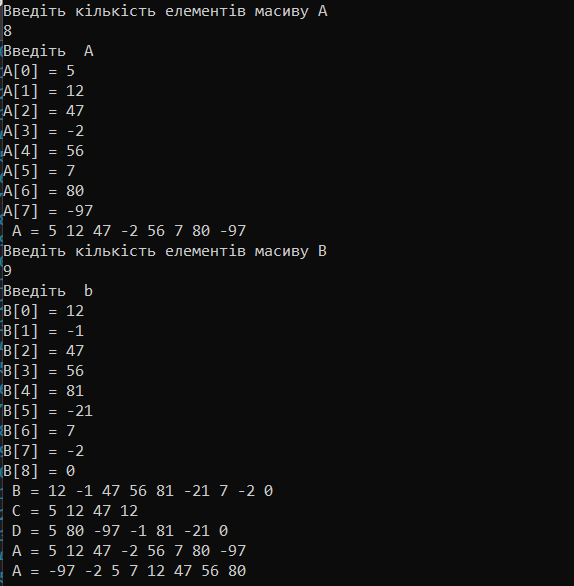 Введіть кількість елементів масиву A
8
Введіть  A
A[0] = 5
A[1] = 12
A[2] = 47
A[3] = -2
A[4] = 56
A[5] = 7
A[6] = 80
A[7] = -97
 A = 5 12 47 -2 56 7 80 -97
Введіть кількість елементів масиву B
9
Введіть  b
B[0] = 12
B[1] = -1
B[2] = 47
B[3] = 56
B[4] = 81
B[5] = -21
B[6] = 7
B[7] = -2
B[8] = 0
 B = 12 -1 47 56 81 -21 7 -2 0
 C = 5 12 47 12
 D = 5 80 -97 -1 81 -21 0
 A = 5 12 47 -2 56 7 80 -97
 A = -97 -2 5 7 12 47 56 80